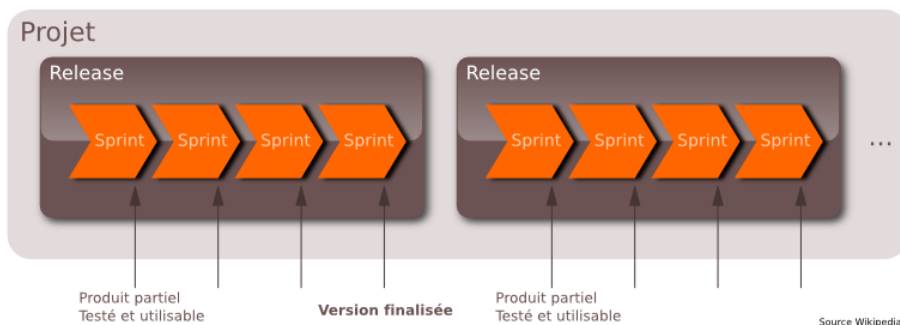 Projet
Release
Release
Sprint Sprint Sprint Sprint
Sprint Sprint Sprint Sprint
...
Produit partiel
Testé et utilisable
Version finalisée
Produit partiel
Testé et utilisable
Source Wikipedia